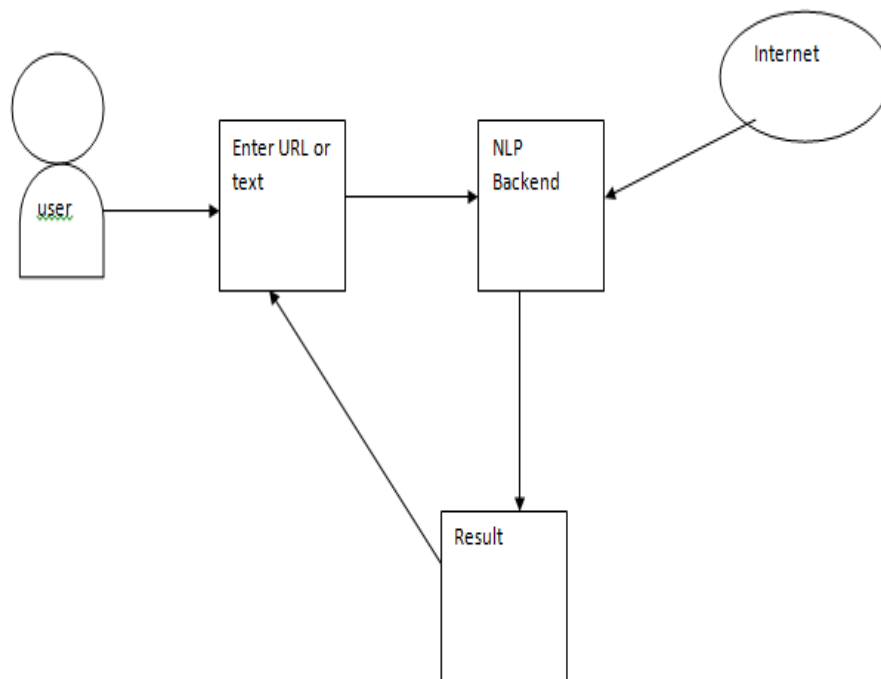 user
Enter URL or
text
NLP
Backend
Internet
Result